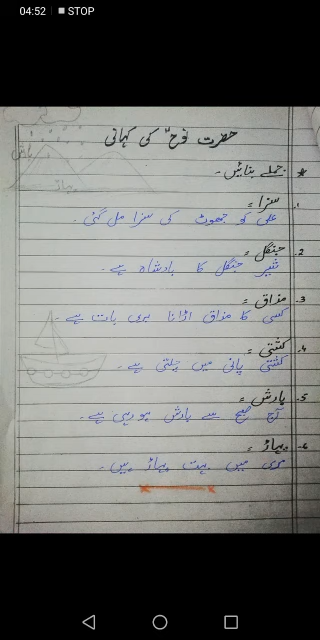 04:52 STOP
حضرت نوحؑ کی کہانی
بارش
پہاڑ
* جملے بنائیں۔
1. سزا =
علی کو جھوٹ کی سزا مل گئی۔
2. جنگل =
شیر جنگل کا بادشاہ ہے۔
3. مذاق =
کسی کا مذاق اڑانا بری بات ہے۔
4. کشتی =
کشتی پانی میں چلتی ہے۔
5. بارش =
آج صبح سے بارش ہو رہی ہے۔
6. پہاڑ =
مری میں بہت پہاڑ ہیں۔